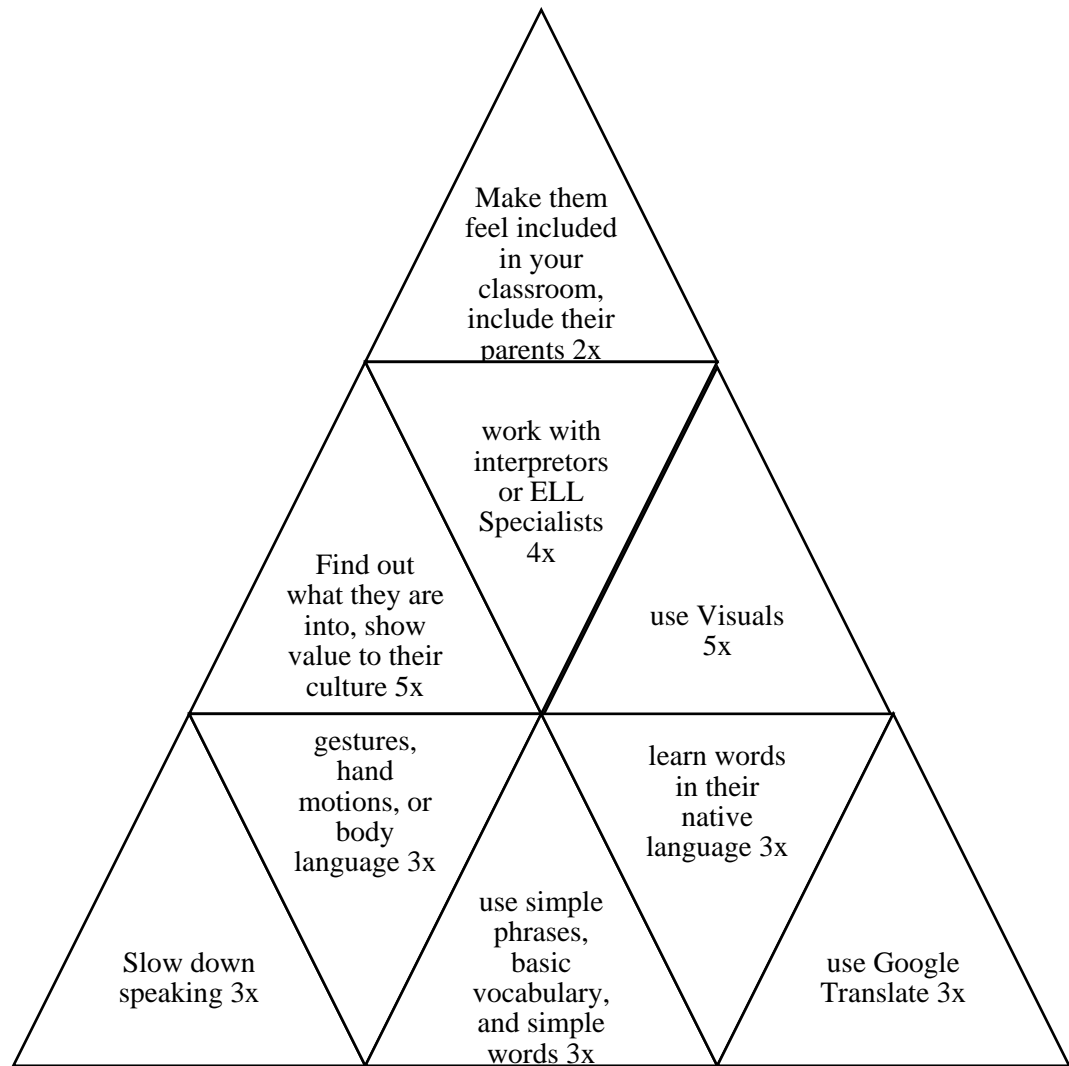 Make them
feel included
in your
classroom,
include their
parents 2x
work with
interpretors
or ELL
Specialists
4x
Find out
what they are
into, show
value to their
culture 5x
use Visuals
5x
gestures,
hand
motions, or
body
language 3x
learn words
in their
native
language 3x
Slow down
speaking 3x
use simple
phrases,
basic
vocabulary,
and simple
words 3x
use Google
Translate 3x